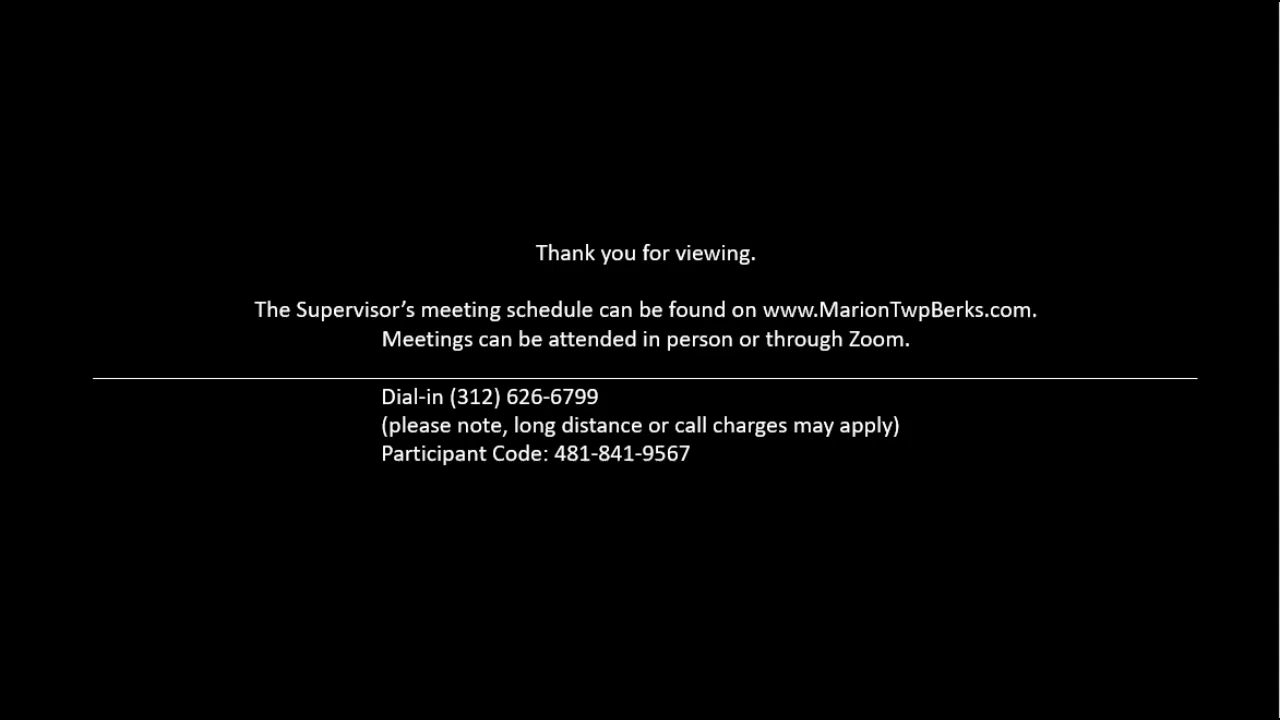 Thank you for viewing.
The Supervisor’s meeting schedule can be found on www.MarionTwpBerks.com.
Meetings can be attended in person or through Zoom.
Dial-in (312) 626-6799
(please note, long distance or call charges may apply)
Participant Code: 481-841-9567